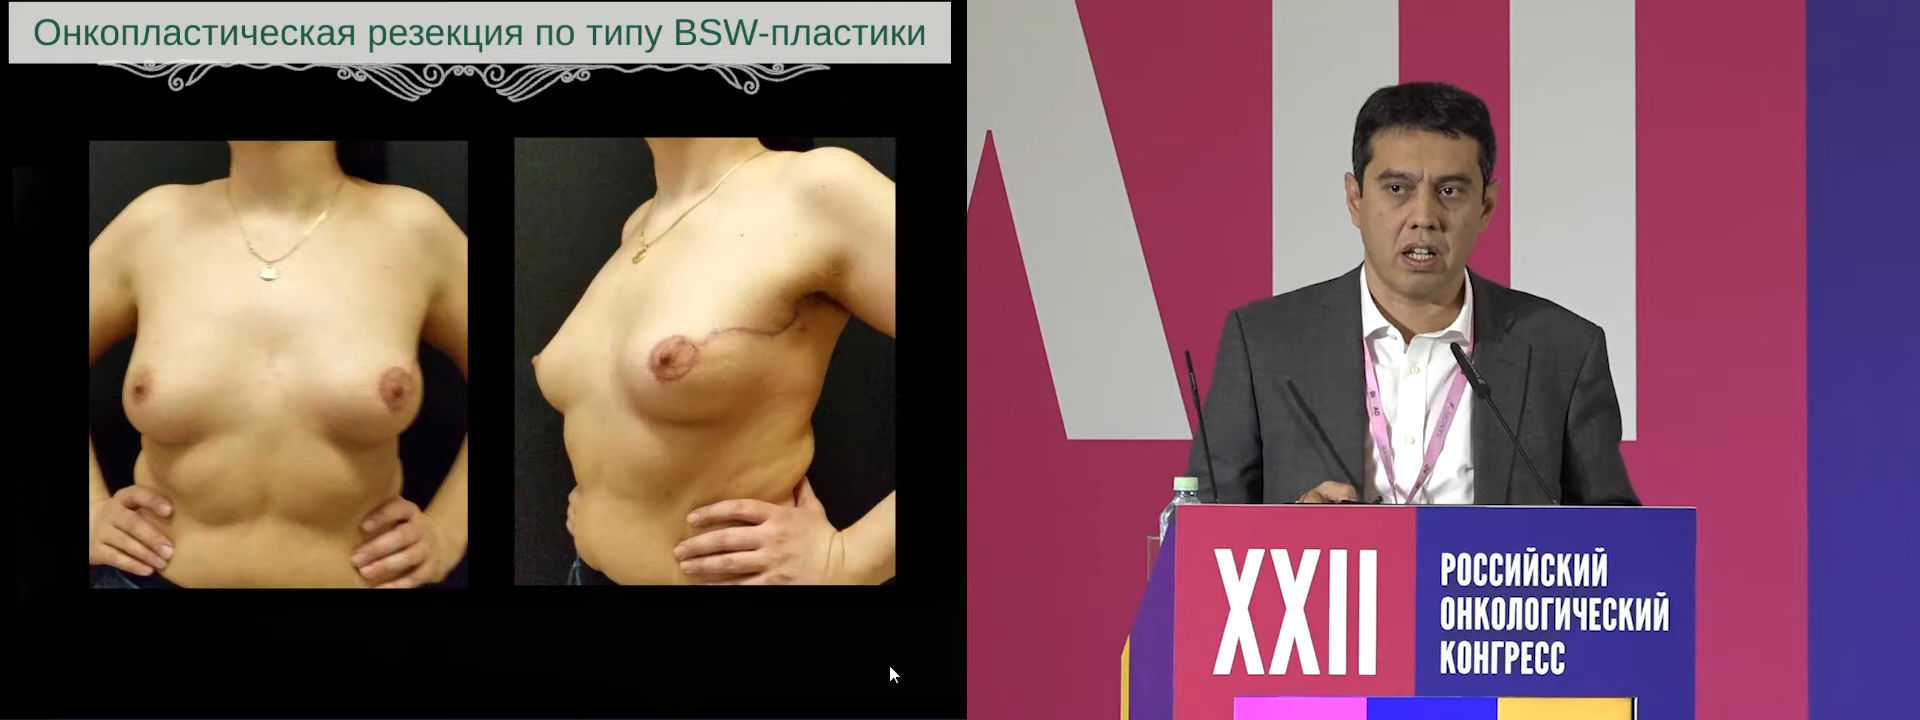 Онкопластическая резекция по типу BSW-пластики
XXII
РОССИЙСКИЙ
ОНКОЛОГИЧЕСКИЙ
КОНГРЕСС